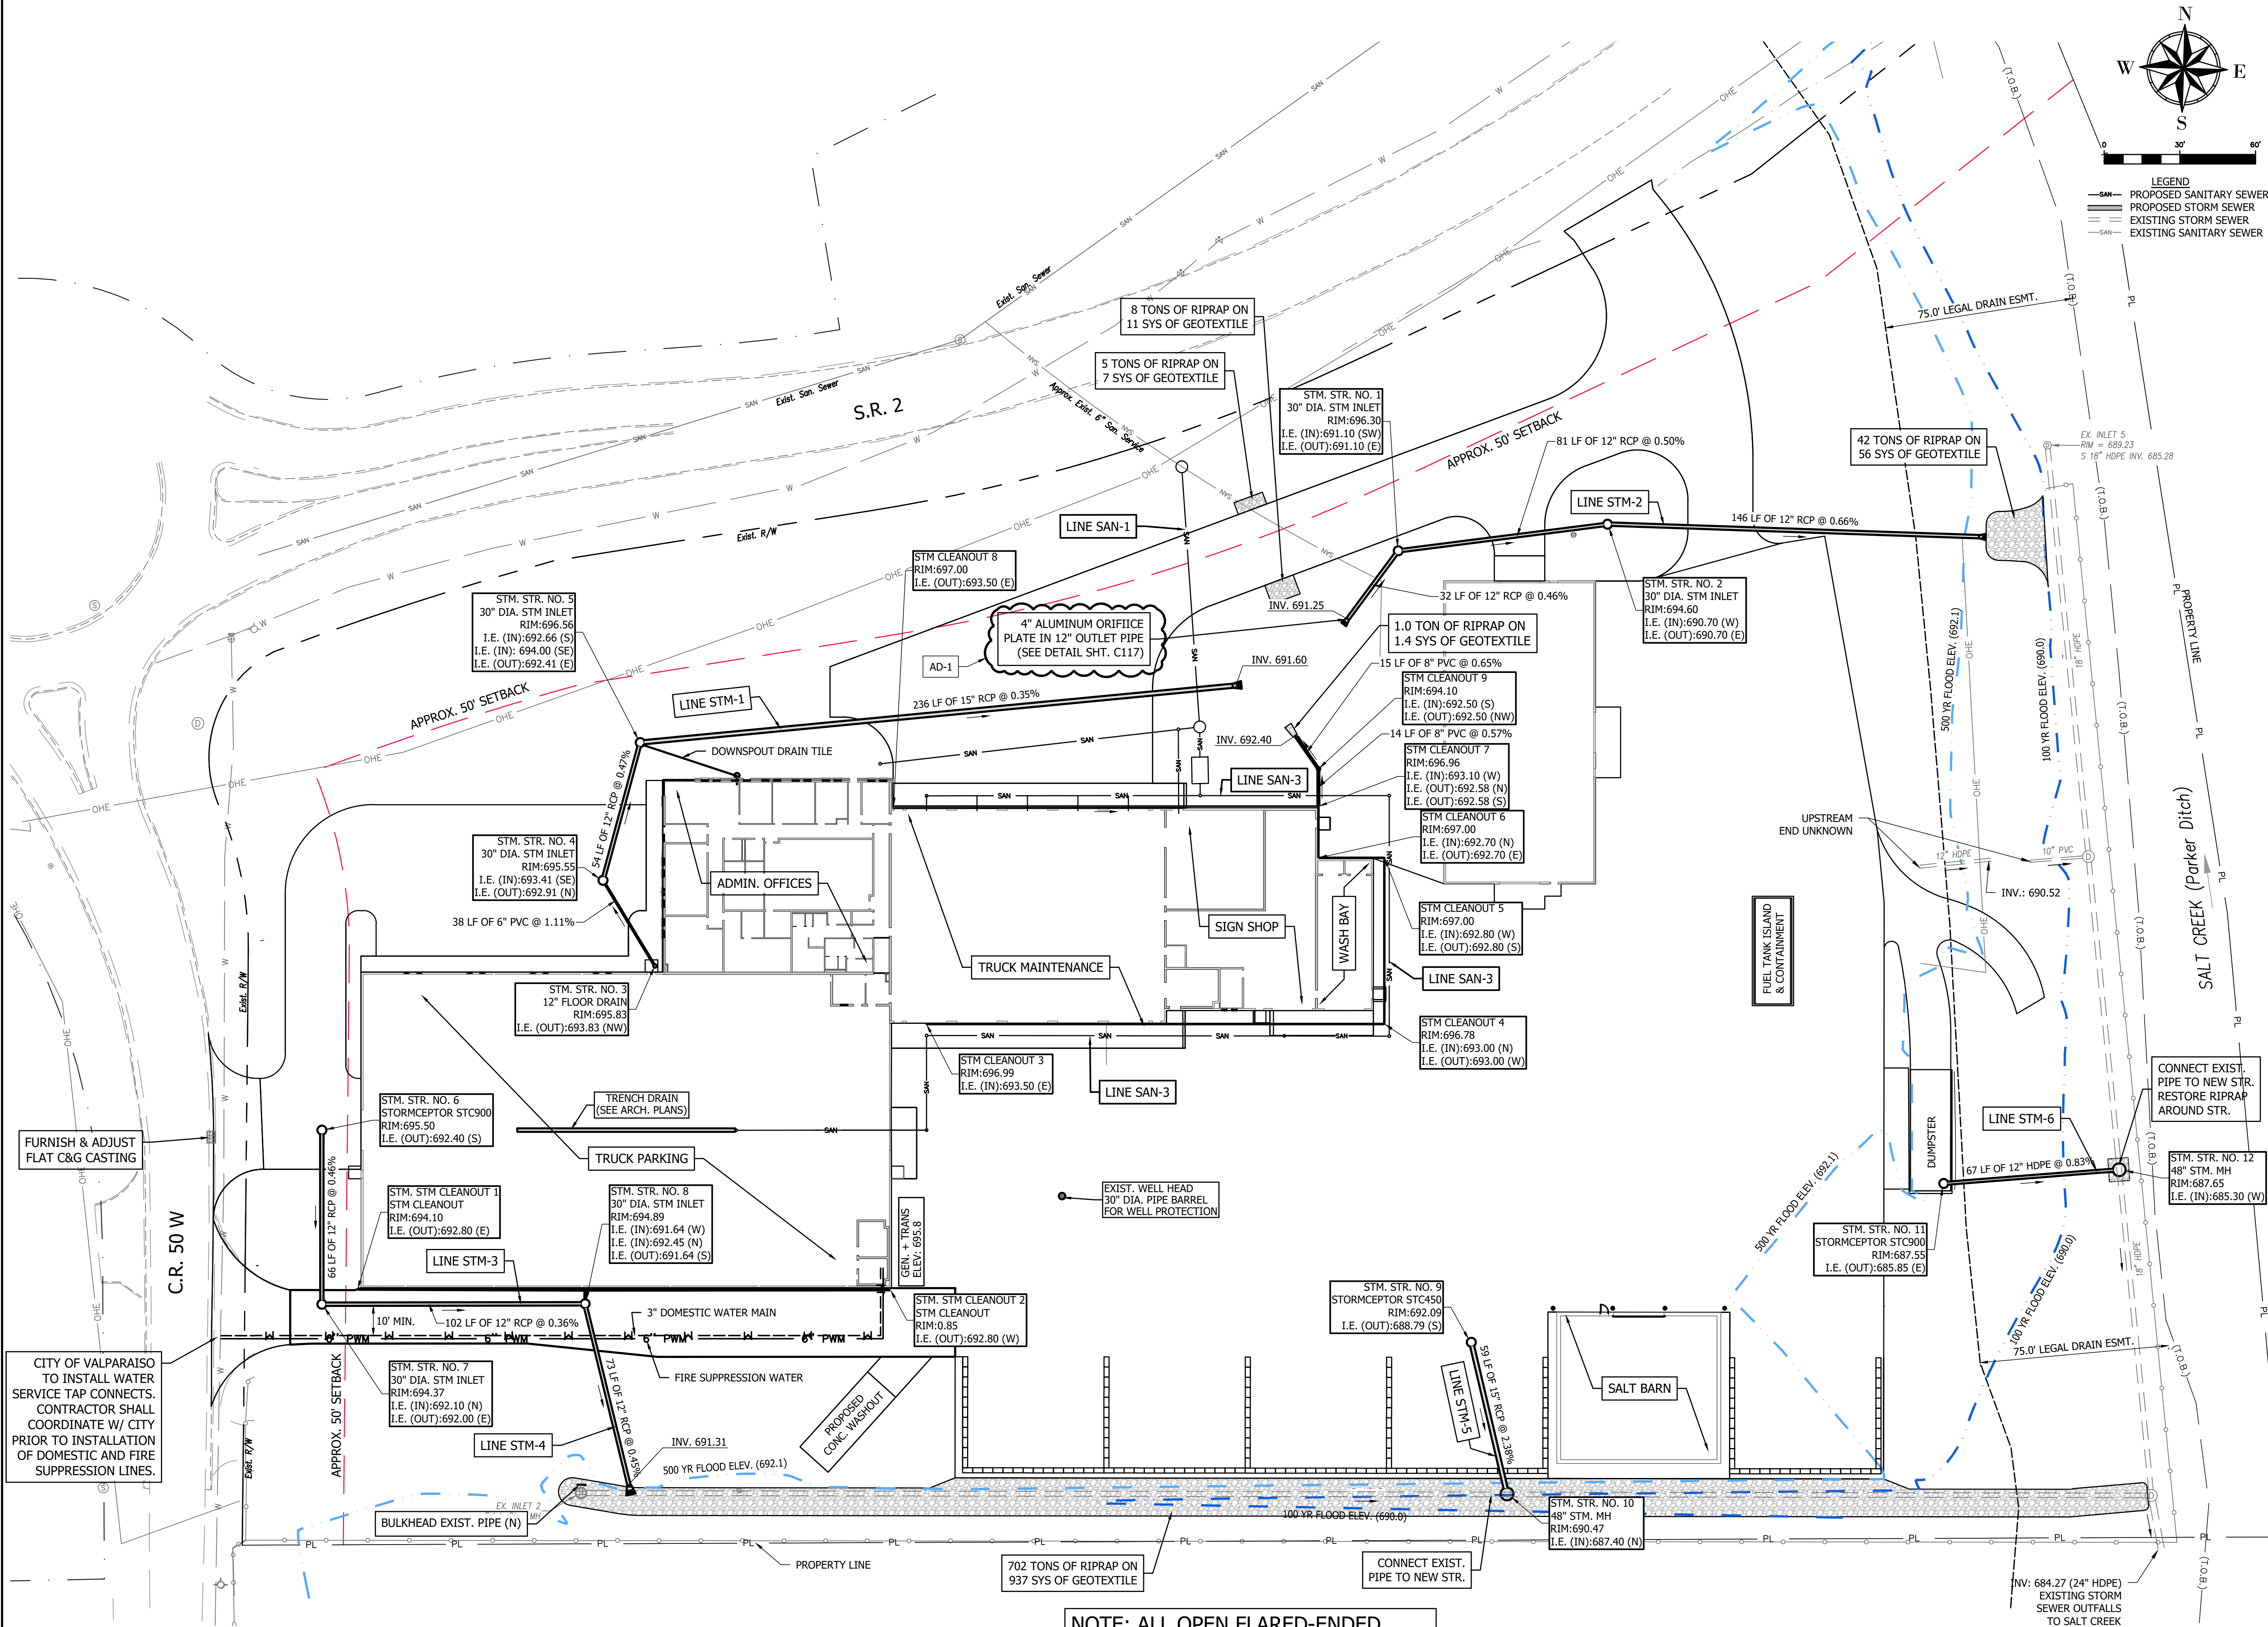 N
W
E
S
0
30'
60'
LEGEND
SAN PROPOSED SANITARY SEWER
PROPOSED STORM SEWER
EXISTING STORM SEWER
SAN EXISTING SANITARY SEWER
S.R. 2
Exist. San. Sewer
Exist. San. Sewer
Approx. Exist. 6" San. Service
Exist. R/W
8 TONS OF RIPRAP ON
11 SYS OF GEOTEXTILE
5 TONS OF RIPRAP ON
7 SYS OF GEOTEXTILE
STM. STR. NO. 1
30" DIA. STM INLET
RIM:696.30
I.E. (IN):691.10 (SW)
I.E. (OUT):691.10 (E)
APPROX. 50' SETBACK
81 LF OF 12" RCP @ 0.50%
LINE STM-2
146 LF OF 12" RCP @ 0.66%
42 TONS OF RIPRAP ON
56 SYS OF GEOTEXTILE
75.0' LEGAL DRAIN ESMT.
EX. INLET 5
RIM = 689.23
S 18" HDPE INV. 685.28
(T.O.B.)
PL
PROPERTY LINE
LINE SAN-1
STM CLEANOUT 8
RIM:697.00
I.E. (OUT):693.50 (E)
STM. STR. NO. 5
30" DIA. STM INLET
RIM:696.56
I.E. (IN):692.66 (S)
I.E. (IN): 694.00 (SE)
I.E. (OUT):692.41 (E)
4" ALUMINUM ORIFIICE
PLATE IN 12" OUTLET PIPE
(SEE DETAIL SHT. C117)
AD-1
INV. 691.25
32 LF OF 12" RCP @ 0.46%
STM. STR. NO. 2
30" DIA. STM INLET
RIM:694.60
I.E. (IN):690.70 (W)
I.E. (OUT):690.70 (E)
1.0 TON OF RIPRAP ON
1.4 SYS OF GEOTEXTILE
15 LF OF 8" PVC @ 0.65%
INV. 691.60
APPROX. 50' SETBACK
LINE STM-1
236 LF OF 15" RCP @ 0.35%
STM CLEANOUT 9
RIM:694.10
I.E. (IN):692.50 (S)
I.E. (OUT):692.50 (NW)
14 LF OF 8" PVC @ 0.57%
INV. 692.40
DOWNSPOUT DRAIN TILE
54 LF OF 12" RCP @ 0.47%
LINE SAN-3
STM CLEANOUT 7
RIM:696.96
I.E. (IN):693.10 (W)
I.E. (OUT):692.58 (N)
I.E. (OUT):692.58 (S)
STM CLEANOUT 6
RIM:697.00
I.E. (IN):692.70 (N)
I.E. (OUT):692.70 (E)
STM. STR. NO. 4
30" DIA. STM INLET
RIM:695.55
I.E. (IN):693.41 (SE)
I.E. (OUT):692.91 (N)
38 LF OF 6" PVC @ 1.11%
ADMIN. OFFICES
SIGN SHOP
WASH BAY
TRUCK MAINTENANCE
STM CLEANOUT 5
RIM:697.00
I.E. (IN):692.80 (W)
I.E. (OUT):692.80 (S)
LINE SAN-3
FUEL TANK ISLAND
& CONTAINMENT
500 YR FLOOD ELEV. (692.1)
100 YR FLOOD ELEV. (690.0)
18" HDPE
UPSTREAM
END UNKNOWN
12" HDPE
10" PVC
INV.: 690.52
SALT CREEK (Parker Ditch)
STM. STR. NO. 3
12" FLOOR DRAIN
RIM:695.83
I.E. (OUT):693.83 (NW)
STM CLEANOUT 4
RIM:696.78
I.E. (IN):693.00 (N)
I.E. (OUT):693.00 (W)
STM CLEANOUT 3
RIM:696.99
I.E. (IN):693.50 (E)
LINE SAN-3
Exist. R/W
FURNISH & ADJUST
FLAT C&G CASTING
STM. STR. NO. 6
STORMCEPTOR STC900
RIM:695.50
I.E. (OUT):692.40 (S)
TRENCH DRAIN
(SEE ARCH. PLANS)
TRUCK PARKING
CONNECT EXIST.
PIPE TO NEW STR.
RESTORE RIPRAP
AROUND STR.
LINE STM-6
DUMPSTER
67 LF OF 12" HDPE @ 0.83%
STM. STR. NO. 12
48" STM. MH
RIM:687.65
I.E. (IN):685.30 (W)
C.R. 50 W
66 LF OF 12" RCP @ 0.46%
STM. STM CLEANOUT 1
STM CLEANOUT
RIM:694.10
I.E. (OUT):692.80 (E)
STM. STR. NO. 8
30" DIA. STM INLET
RIM:694.89
I.E. (IN):691.64 (W)
I.E. (IN):692.45 (N)
I.E. (OUT):691.64 (S)
GEN. + TRANS
ELEV: 695.8
EXIST. WELL HEAD
30" DIA. PIPE BARREL
FOR WELL PROTECTION
500 YR FLOOD ELEV. (692.1)
STM. STR. NO. 11
STORMCEPTOR STC900
RIM:687.55
I.E. (OUT):685.85 (E)
LINE STM-3
10' MIN.
102 LF OF 12" RCP @ 0.36%
3" DOMESTIC WATER MAIN
6" PWM
6" PWM
6" PWM
6" PWM
FIRE SUPPRESSION WATER
STM. STM CLEANOUT 2
STM CLEANOUT
RIM:0.85
I.E. (OUT):692.80 (W)
STM. STR. NO. 9
STORMCEPTOR STC450
RIM:692.09
I.E. (OUT):688.79 (S)
18" HDPE
100 YR FLOOD ELEV. (690.0)
75.0' LEGAL DRAIN ESMT.
CITY OF VALPARAISO
TO INSTALL WATER
SERVICE TAP CONNECTS.
CONTRACTOR SHALL
COORDINATE W/ CITY
PRIOR TO INSTALLATION
OF DOMESTIC AND FIRE
SUPPRESSION LINES.
STM. STR. NO. 7
30" DIA. STM INLET
RIM:694.37
I.E. (IN):692.10 (N)
I.E. (OUT):692.00 (E)
APPROX. 50' SETBACK
Exist. R/W
LINE STM-4
73 LF OF 12" RCP @ 0.45%
INV. 691.31
PROPOSED
CONC. WASHOUT
LINE STM-5
59 LF OF 15" RCP @ 2.38%
SALT BARN
500 YR FLOOD ELEV. (692.1)
EX. INLET 2
MH
BULKHEAD EXIST. PIPE (N)
100 YR FLOOD ELEV. (690.0)
STM. STR. NO. 10
48" STM. MH
RIM:690.47
I.E. (IN):687.40 (N)
PROPERTY LINE
702 TONS OF RIPRAP ON
937 SYS OF GEOTEXTILE
CONNECT EXIST.
PIPE TO NEW STR.
INV: 684.27 (24" HDPE)
EXISTING STORM
SEWER OUTFALLS
TO SALT CREEK
NOTE: ALL OPEN FLARED-ENDED